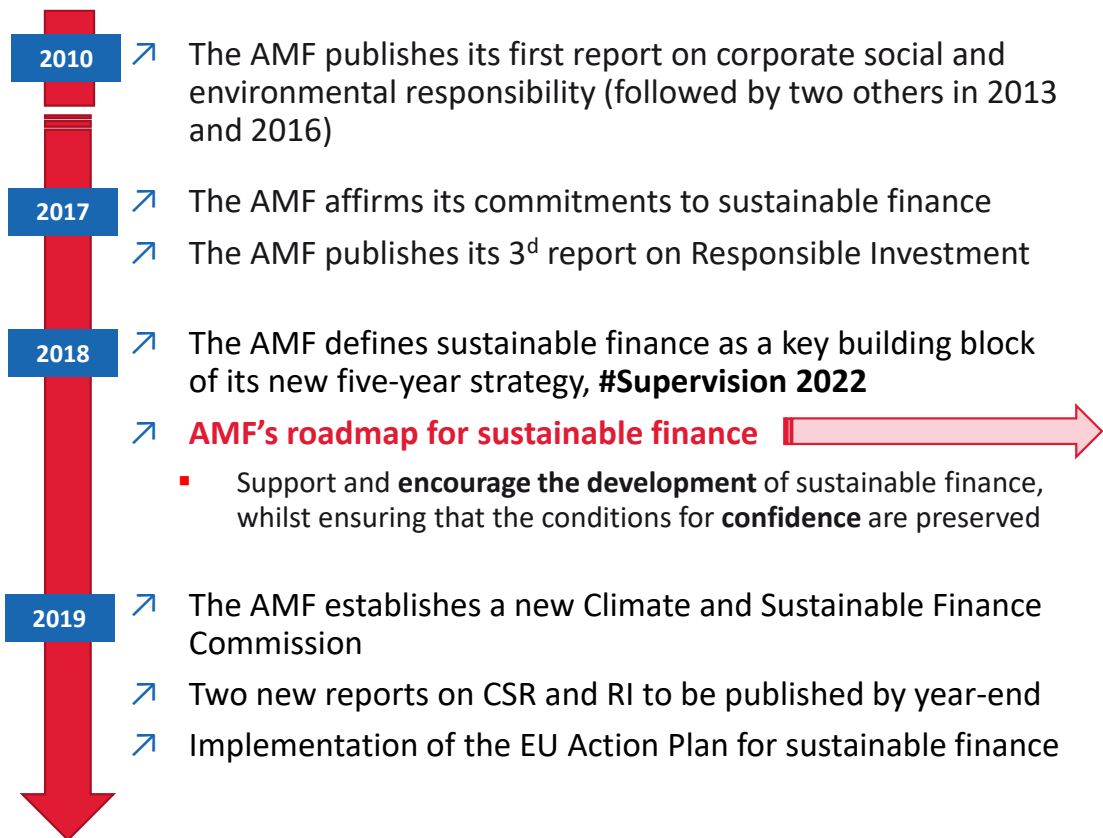 2010
↗ The AMF publishes its first report on corporate social and
environmental responsibility (followed by two others in 2013
and 2016)
2017
↗ The AMF affirms its commitments to sustainable finance
↗ The AMF publishes its 3d report on Responsible Investment
2018
↗ The AMF defines sustainable finance as a key building block
of its new five-year strategy, #Supervision 2022
↗ AMF's roadmap for sustainable finance
▪ Support and encourage the development of sustainable finance,
whilst ensuring that the conditions for confidence are preserved
2019
↗ The AMF establishes a new Climate and Sustainable Finance
Commission
↗ Two new reports on CSR and RI to be published by year-end
↗ Implementation of the EU Action Plan for sustainable finance